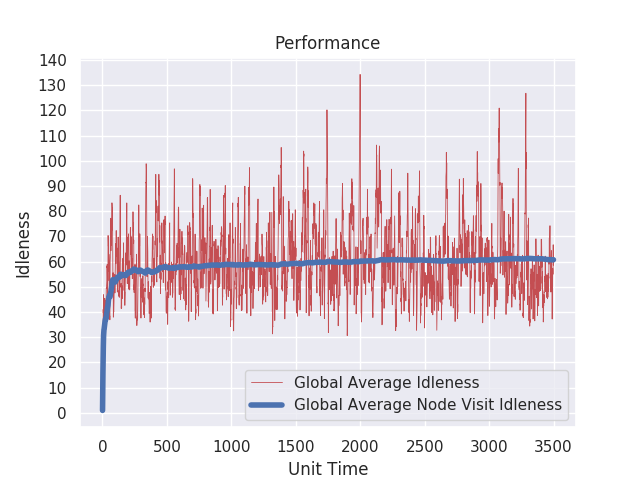 Performance
140
130
120
110
100
90
80
70
60
50
40
30
20
10
0
Idleness
Global Average Idleness
Global Average Node Visit Idleness
0 500 1000 1500 2000 2500 3000 3500
Unit Time